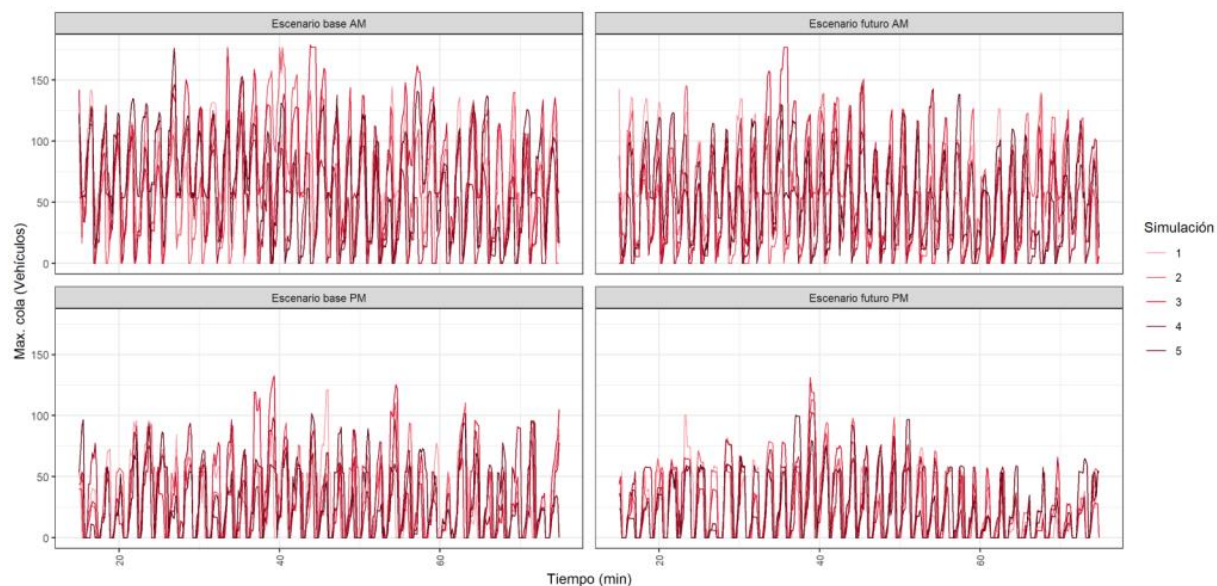 Escenario base AM
Escenario futuro AM
150
100
50
0
Escenario base PM
Escenario futuro PM
150
100
50
0
Max. cola (Vehículos)
20
40
60
20
40
60
Tiempo (min)
Simulación
1
2
3
4
5